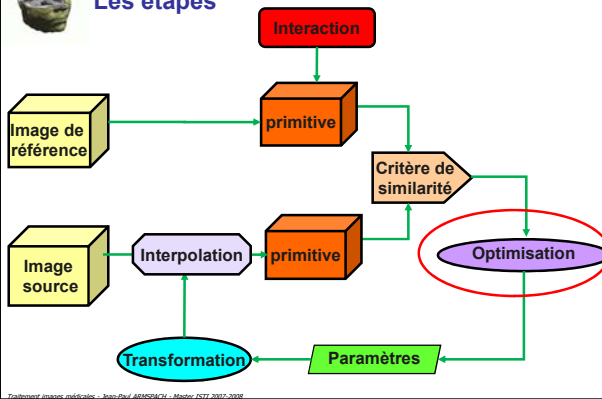 Les étapes
Interaction
Image de
référence
primitive
Critère de
similarité
Image
source
Interpolation
primitive
Optimisation
Transformation
Paramètres
Traitement images médicales - Jean-Paul ARMSPACH - Master ISTI 2007-2008